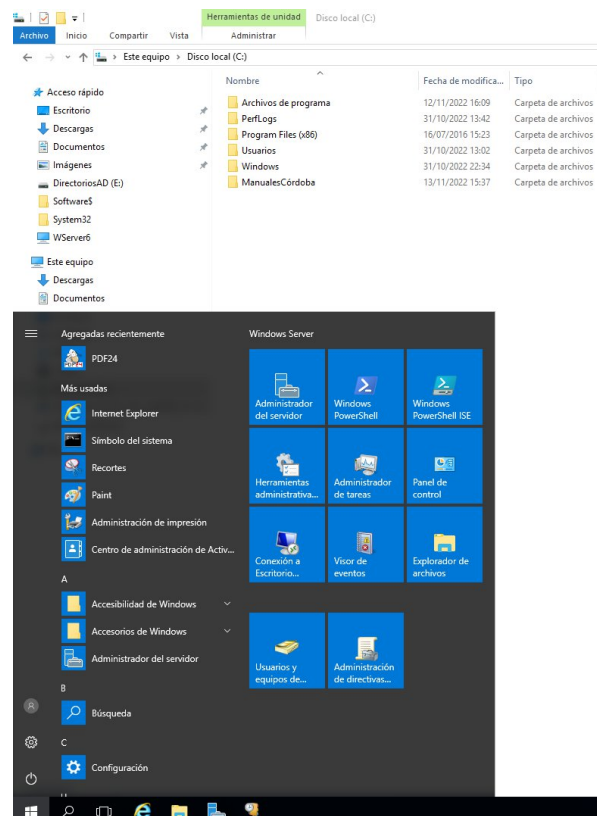 Herramientas de unidad Disco local (C:)
Archivo Inicio Compartir Vista Administrar
Este equipo > Disco local (C:)
Nombre Fecha de modifica... Tipo
Acceso rápido
Escritorio
Descargas
Documentos
Imágenes
DirectoriosAD (E:)
Software$
System32
WServer6
Este equipo
Descargas
Documentos
Archivos de programa 12/11/2022 16:09 Carpeta de archivos
PerfLogs 31/10/2022 13:42 Carpeta de archivos
Program Files (x86) 16/07/2016 15:23 Carpeta de archivos
Usuarios 31/10/2022 13:02 Carpeta de archivos
Windows 31/10/2022 22:34 Carpeta de archivos
ManualesCórdoba 13/11/2022 15:37 Carpeta de archivos
Agregadas recientemente
PDF24
Más usadas
Internet Explorer
Símbolo del sistema
Recortes
Paint
Administración de impresión
Centro de administración de Activ...
A
Accesibilidad de Windows
Accesorios de Windows
Administrador del servidor
B
Búsqueda
C
Configuración
Windows Server
Administrador
del servidor
Windows
PowerShell
Windows
PowerShell ISE
Herramientas
administrativa...
Administrador
de tareas
Panel de
control
Conexión a
Escritorio...
Visor de
eventos
Explorador de
archivos
Usuarios y
equipos de...
Administración
de directivas...